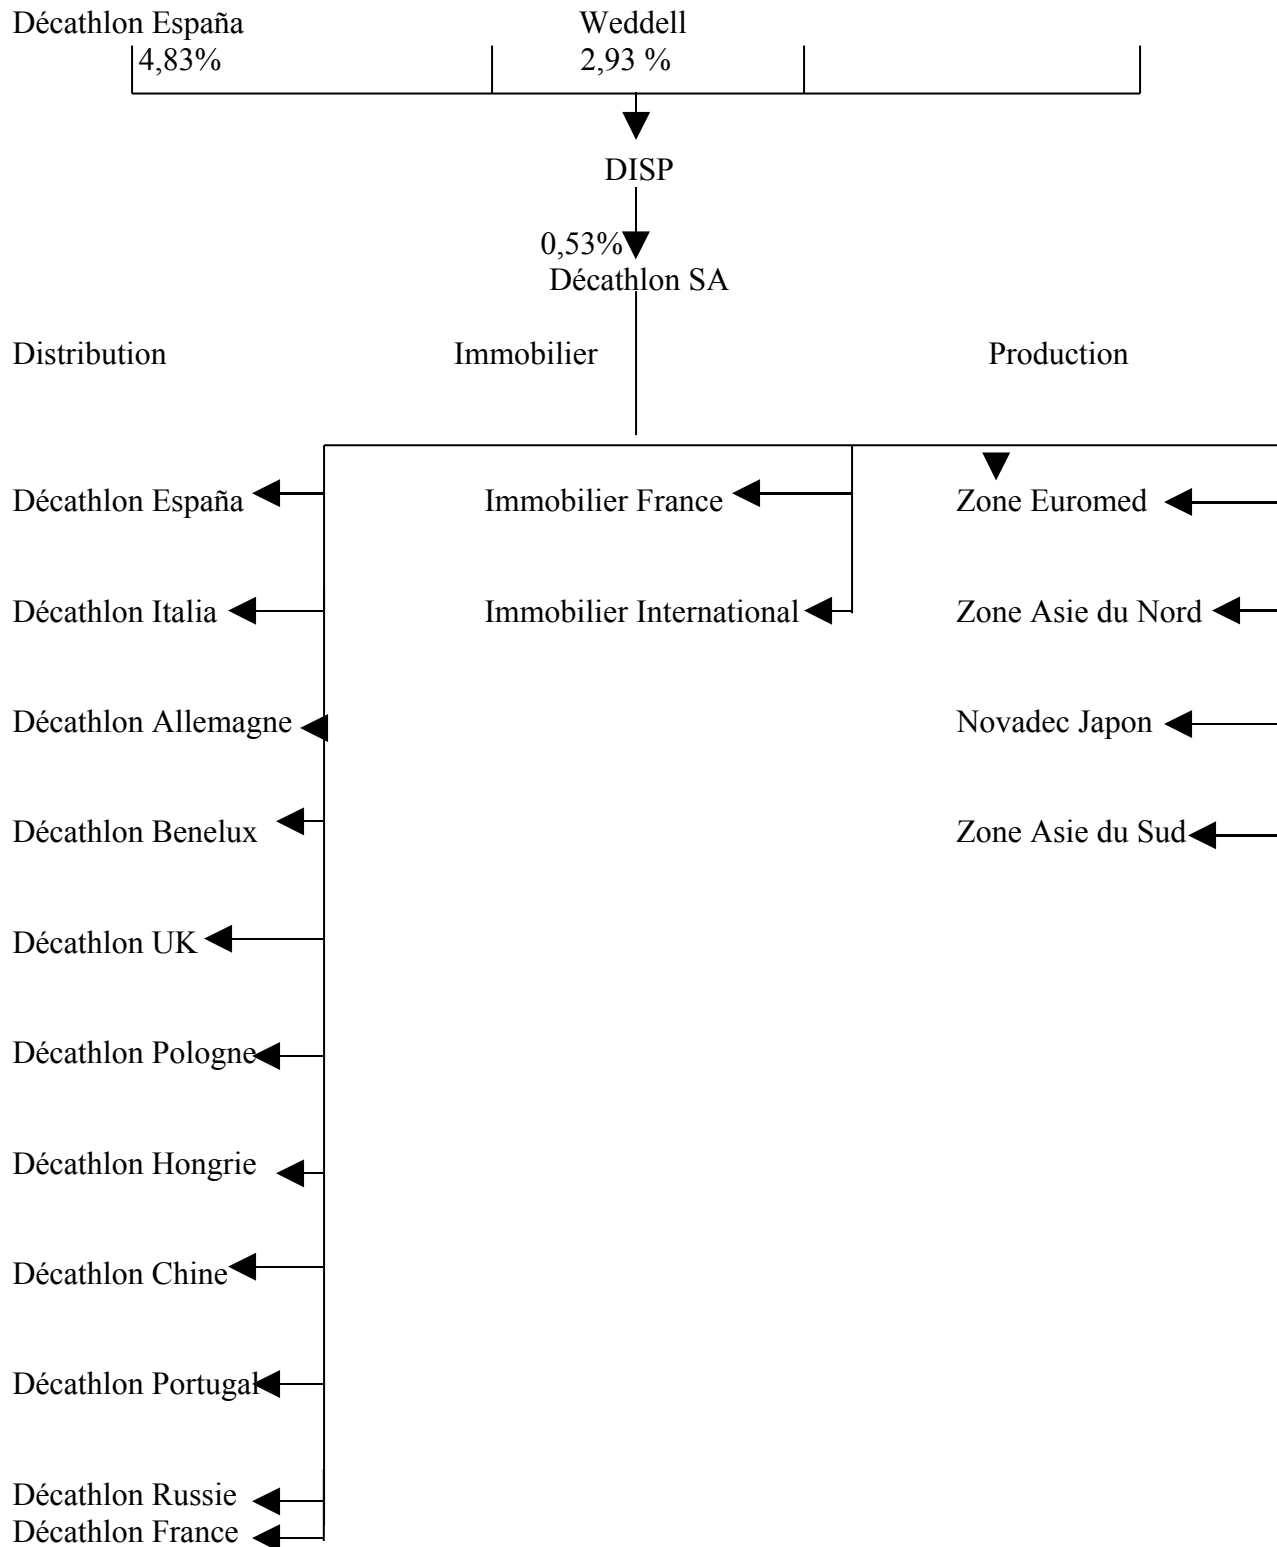 Décathlon España Weddell
4,83% 2,93 %
DISP
0,53%
Décathlon SA
Distribution Immobilier Production
Décathlon España Immobilier France Zone Euromed
Décathlon Italia Immobilier International Zone Asie du Nord
Décathlon Allemagne Novadec Japon
Décathlon Benelux Zone Asie du Sud
Décathlon UK
Décathlon Pologne
Décathlon Hongrie
Décathlon Chine
Décathlon Portugal
Décathlon Russie
Décathlon France